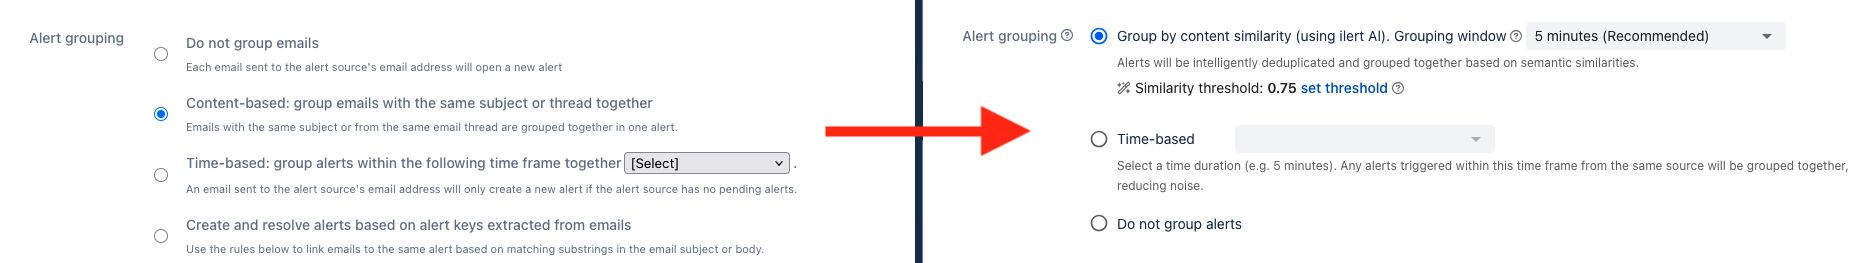 Alert grouping
Do not group emails
Each email sent to the alert source's email address will open a new alert
Content-based: group emails with the same subject or thread together
Emails with the same subject or from the same email thread are grouped together in one alert.
Time-based: group alerts within the following time frame together [Select] .
An email sent to the alert source's email address will only create a new alert if the alert source has no pending alerts.
Create and resolve alerts based on alert keys extracted from emails
Use the rules below to link emails to the same alert based on matching substrings in the email subject or body.
Alert grouping ?
Group by content similarity (using ilert AI). Grouping window ? 5 minutes (Recommended)
Alerts will be intelligently deduplicated and grouped together based on semantic similarities.
Similarity threshold: 0.75 set threshold ?
Time-based
Select a time duration (e.g. 5 minutes). Any alerts triggered within this time frame from the same source will be grouped together,
reducing noise.
Do not group alerts